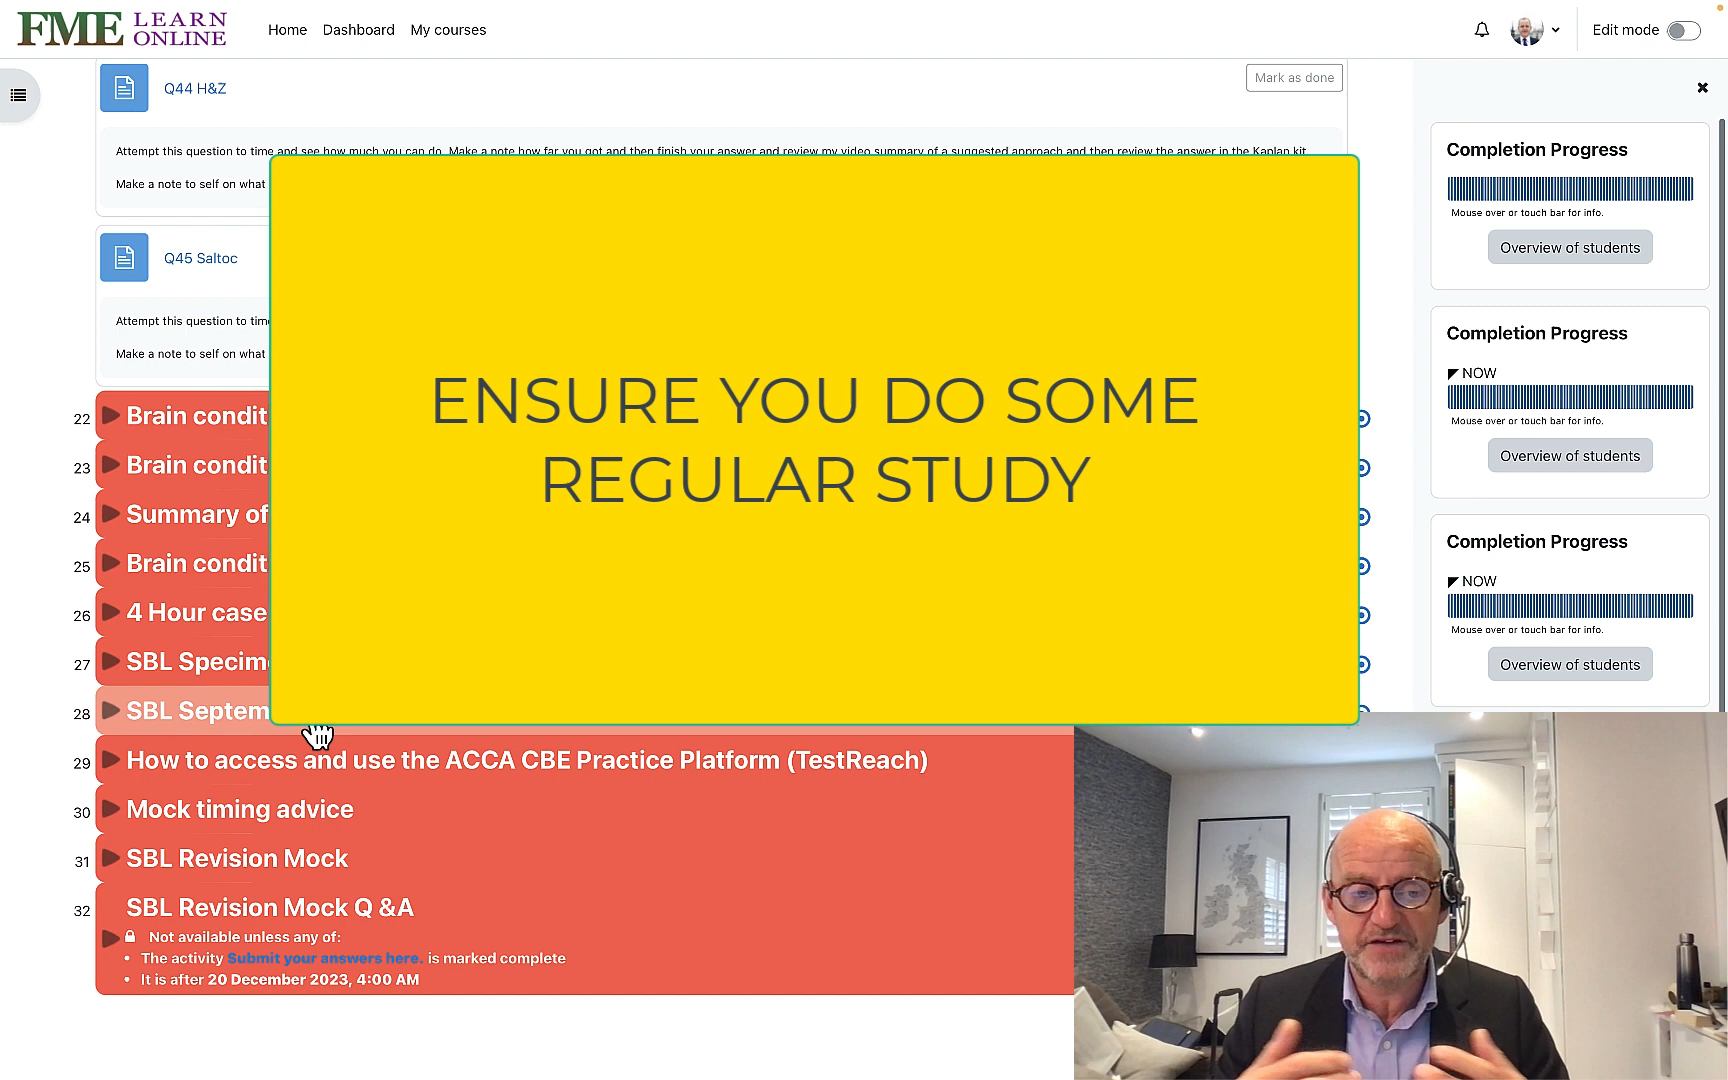 FME LEARN ONLINE
Home Dashboard My courses
Edit mode
Q44 H&Z
Mark as done
Attempt this question to time and see how much you can do. Make a note how far you got and then finish your answer and review my video summary of a suggested approach and then review the answer in the Kaplan kit.
Make a note to self on what
Q45 Saltoc
Attempt this question to time
Make a note to self on what
ENSURE YOU DO SOME
REGULAR STUDY
22 Brain condit
23 Brain condit
24 Summary of
25 Brain condit
26 4 Hour case
27 SBL Specim
28 SBL Septem
29 How to access and use the ACCA CBE Practice Platform (TestReach)
30 Mock timing advice
31 SBL Revision Mock
32 SBL Revision Mock Q &A
Not available unless any of:
• The activity Submit your answers here. is marked complete
• It is after 20 December 2023, 4:00 AM
Completion Progress
Mouse over or touch bar for info.
Overview of students
Completion Progress
NOW
Mouse over or touch bar for info.
Overview of students
Completion Progress
NOW
Mouse over or touch bar for info.
Overview of students